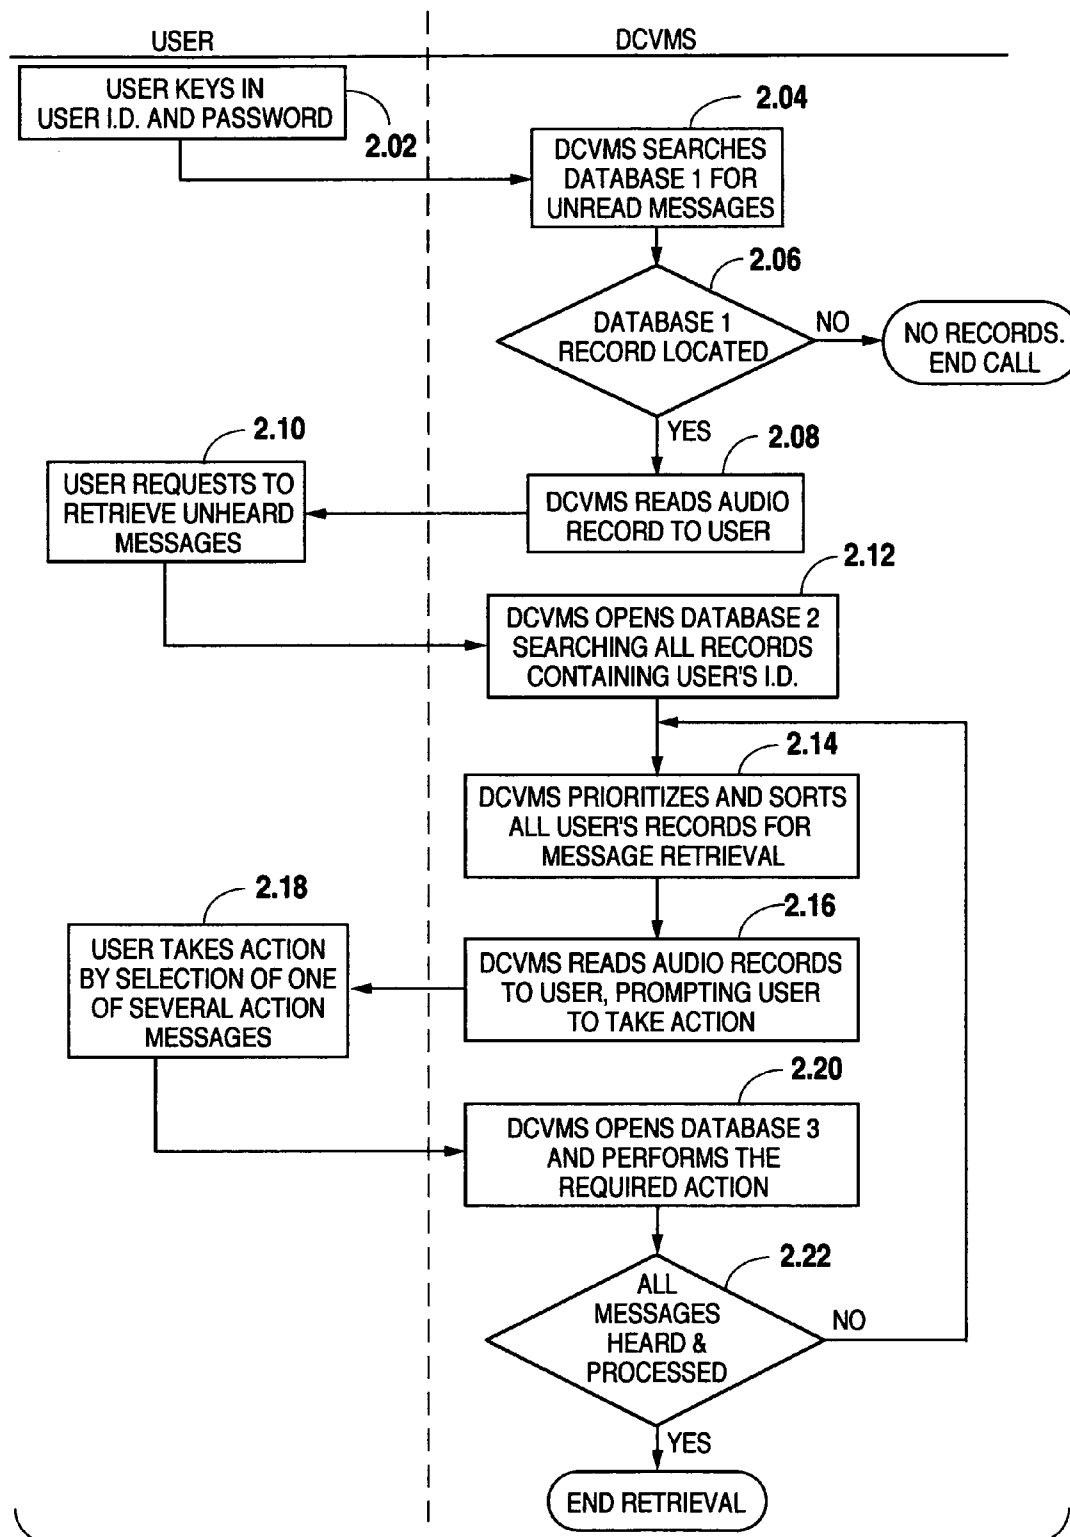 USER
DCVMS
USER KEYS IN
USER I.D. AND PASSWORD
2.02
2.04
DCVMS SEARCHES
DATABASE 1 FOR
UNREAD MESSAGES
2.06
DATABASE 1
RECORD LOCATED
NO
NO RECORDS.
END CALL
YES
2.08
DCVMS READS AUDIO
RECORD TO USER
2.10
USER REQUESTS TO
RETRIEVE UNHEARD
MESSAGES
2.12
DCVMS OPENS DATABASE 2
SEARCHING ALL RECORDS
CONTAINING USER'S I.D.
2.14
DCVMS PRIORITIZES AND SORTS
ALL USER'S RECORDS FOR
MESSAGE RETRIEVAL
2.16
DCVMS READS AUDIO RECORDS
TO USER, PROMPTING USER
TO TAKE ACTION
2.18
USER TAKES ACTION
BY SELECTION OF ONE
OF SEVERAL ACTION
MESSAGES
2.20
DCVMS OPENS DATABASE 3
AND PERFORMS THE
REQUIRED ACTION
2.22
ALL
MESSAGES
HEARD &
PROCESSED
NO
YES
END RETRIEVAL